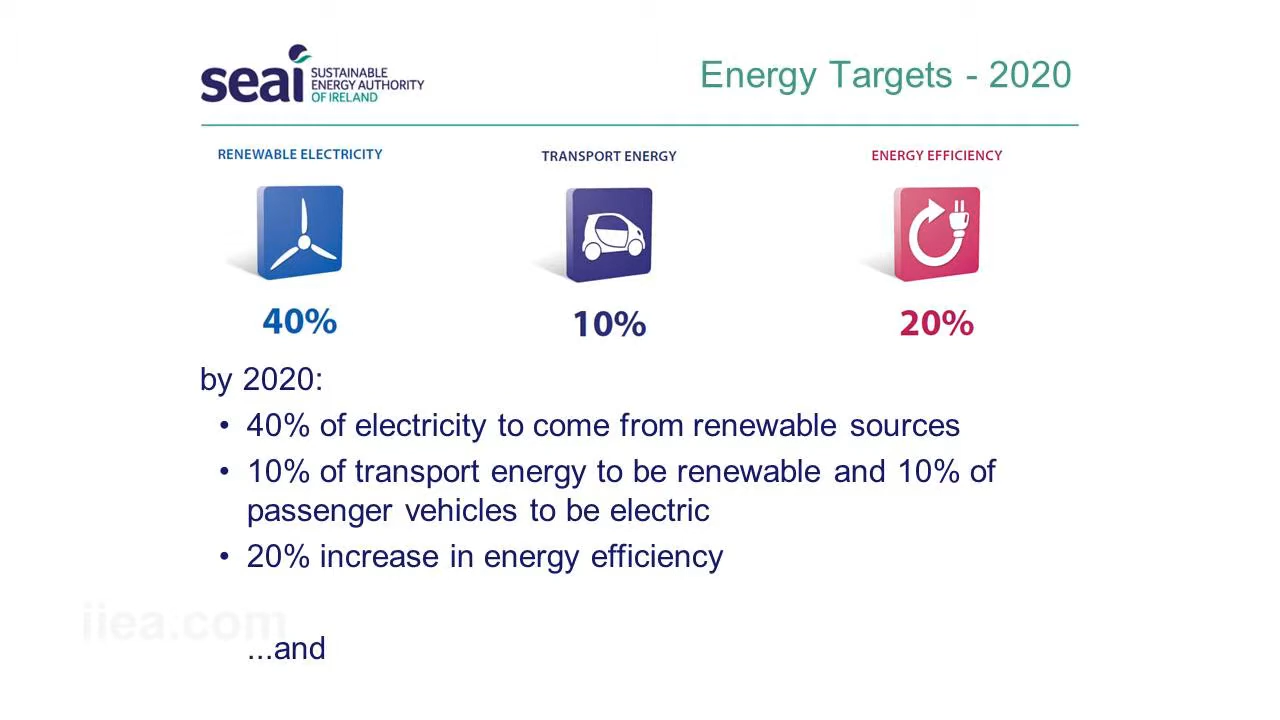 seai SUSTAINABLE
ENERGY AUTHORITY
OF IRELAND
Energy Targets - 2020
RENEWABLE ELECTRICITY
TRANSPORT ENERGY
ENERGY EFFICIENCY
40%
10%
20%
by 2020:
• 40% of electricity to come from renewable sources
• 10% of transport energy to be renewable and 10% of
passenger vehicles to be electric
• 20% increase in energy efficiency
iiea.com
...and